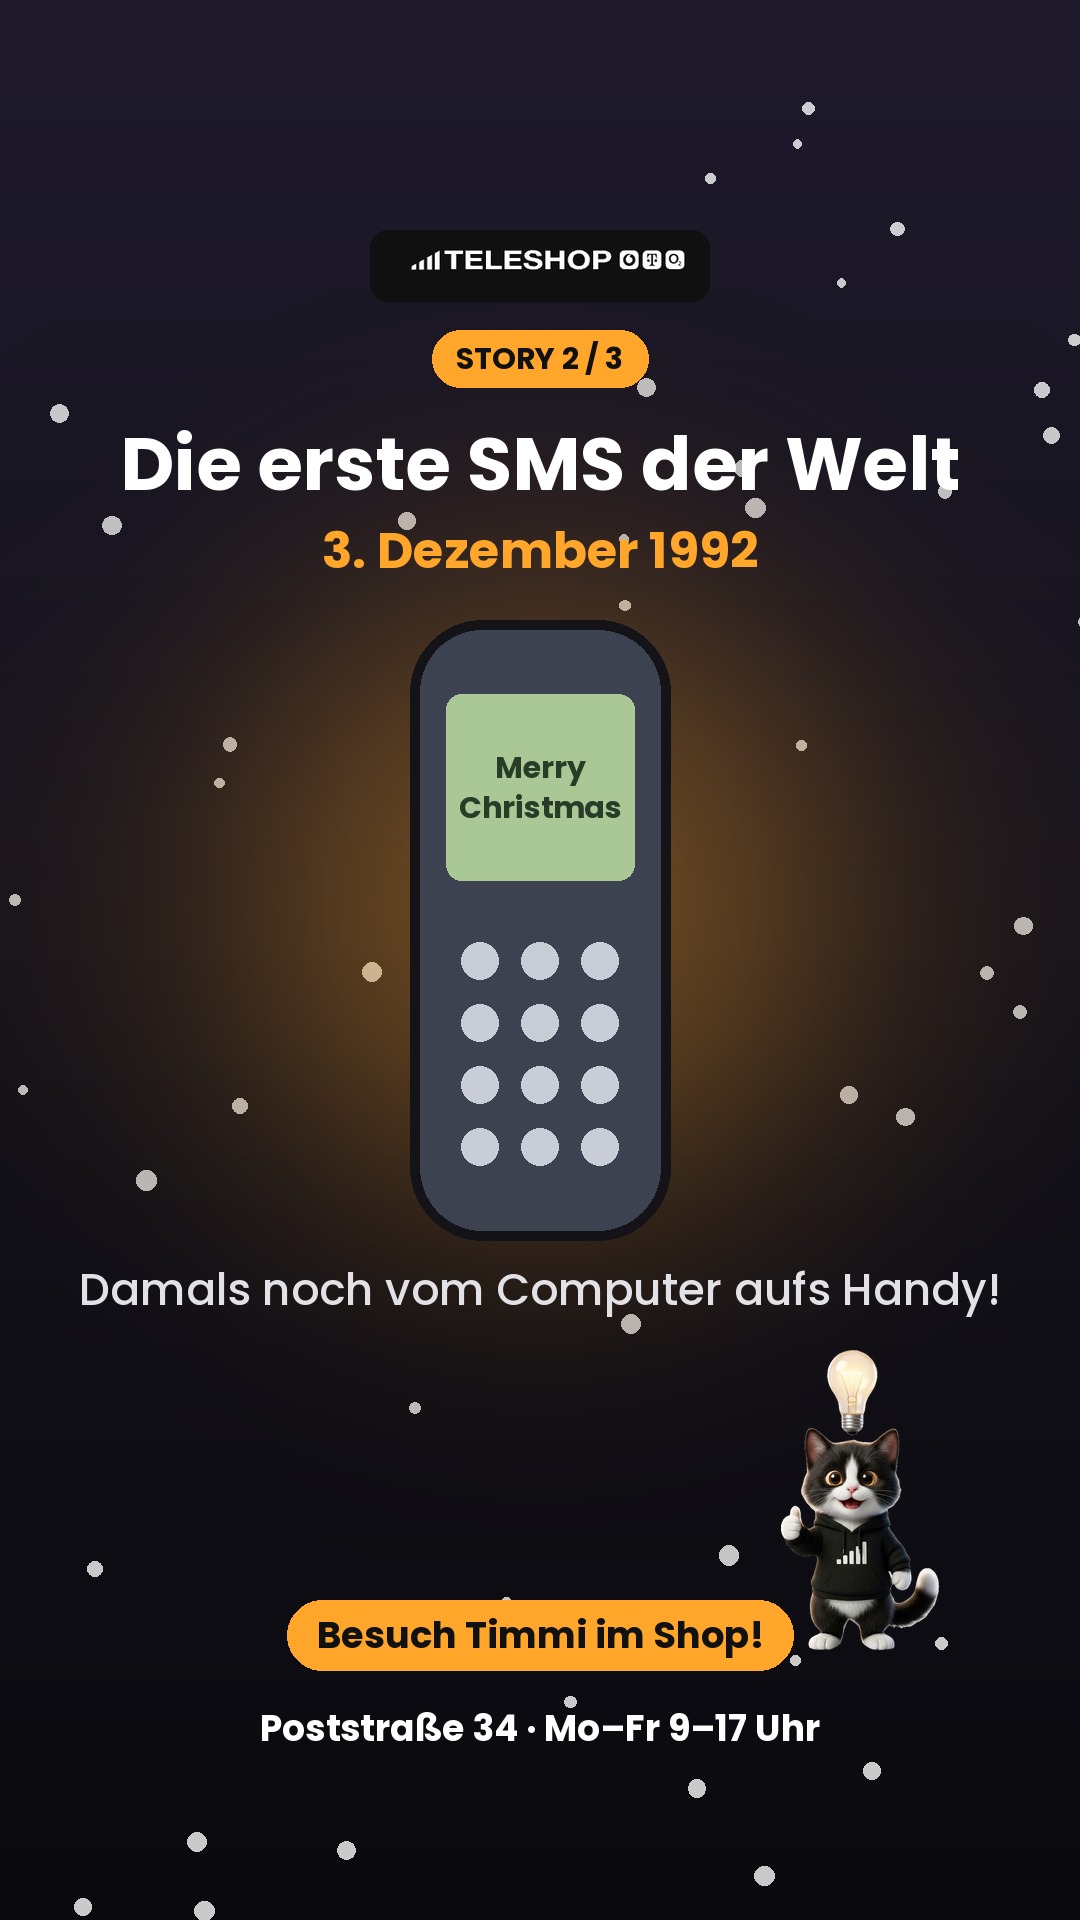 TELESHOP
STORY 2 / 3
Die erste SMS der Welt
3. Dezember 1992
Merry
Christmas
Damals noch vom Computer aufs Handy!
Besuch Timmi im Shop!
Poststraße 34 · Mo–Fr 9–17 Uhr